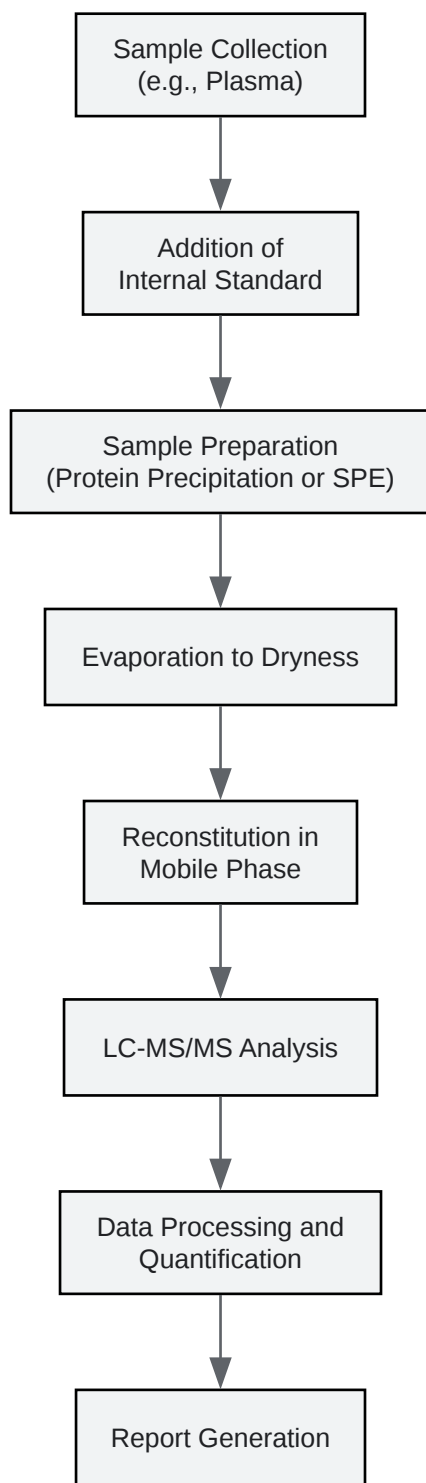 Sample Collection
(e.g., Plasma)
Addition of
Internal Standard
Sample Preparation
(Protein Precipitation or SPE)
Evaporation to Dryness
Reconstitution in
Mobile Phase
LC-MS/MS Analysis
Data Processing and
Quantification
Report Generation